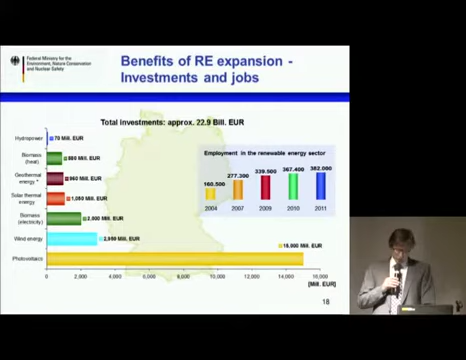 Federal Ministry for the
Environment, Nature Conservation
and Nuclear Safety
Benefits of RE expansion -
Investments and jobs
Total investments: approx. 22.9 Bill. EUR
Hydropower
70 Mill. EUR
Biomass
(heat)
880 Mill. EUR
Geothermal
energy *
960 Mill. EUR
Solar thermal
energy
1,050 Mill. EUR
Biomass
(electricity)
2,000 Mill. EUR
Wind energy
2,950 Mill. EUR
Photovoltaics
15,000 Mill. EUR
0 2,000 4,000 6,000 8,000 10,000 12,000 14,000 16,000
[Mill. EUR]
Employment in the renewable energy sector
160.500 277.300 339.500 367.400 382.000
2004 2007 2009 2010 2011
18